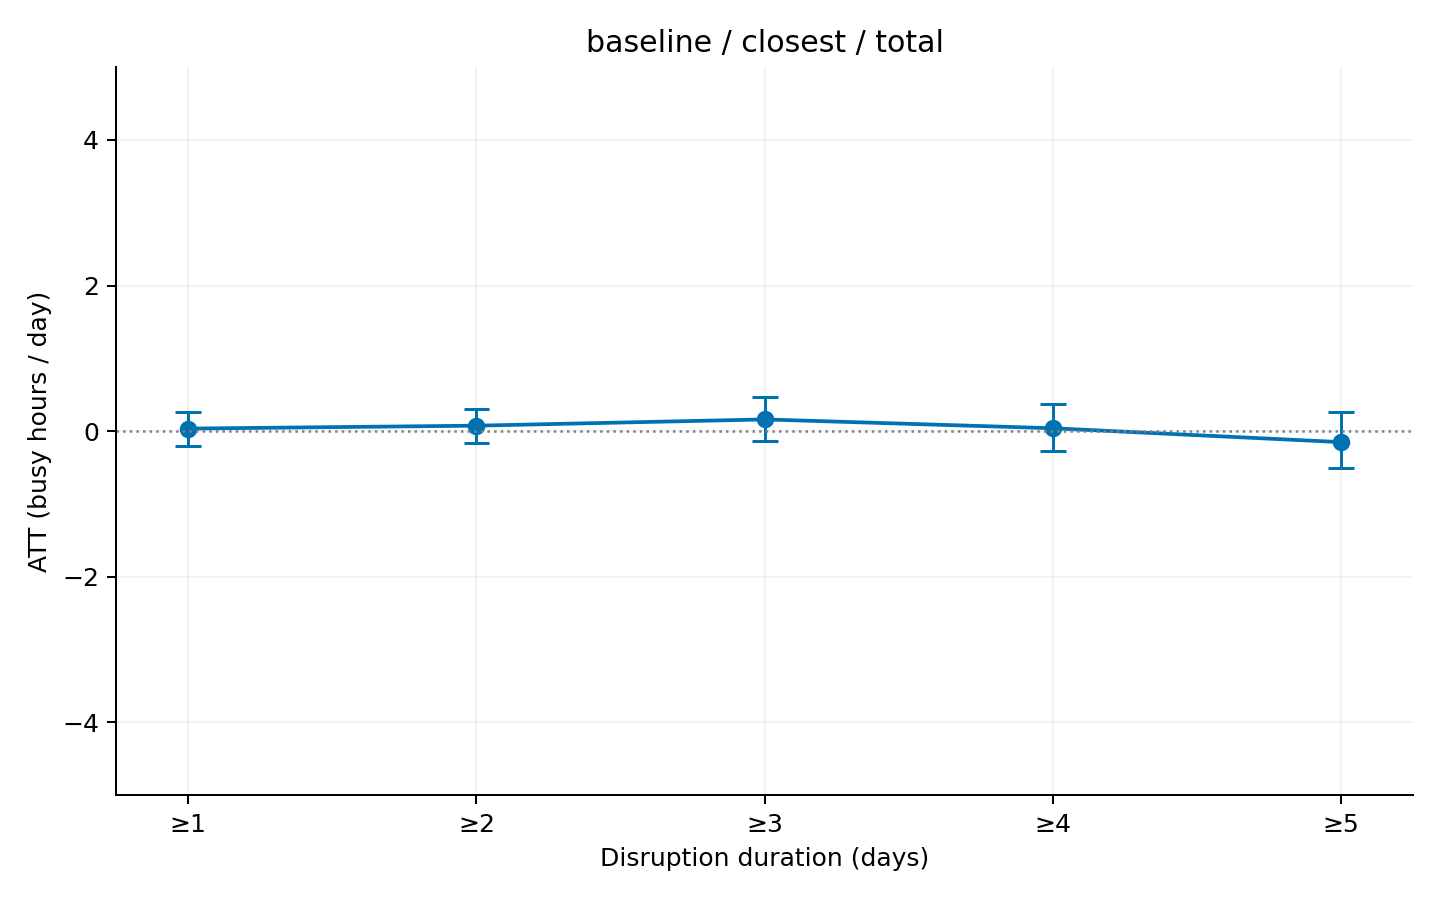 baseline / closest / total
ATT (busy hours / day)
4
2
0
−2
−4
≥1 ≥2 ≥3 ≥4 ≥5
Disruption duration (days)